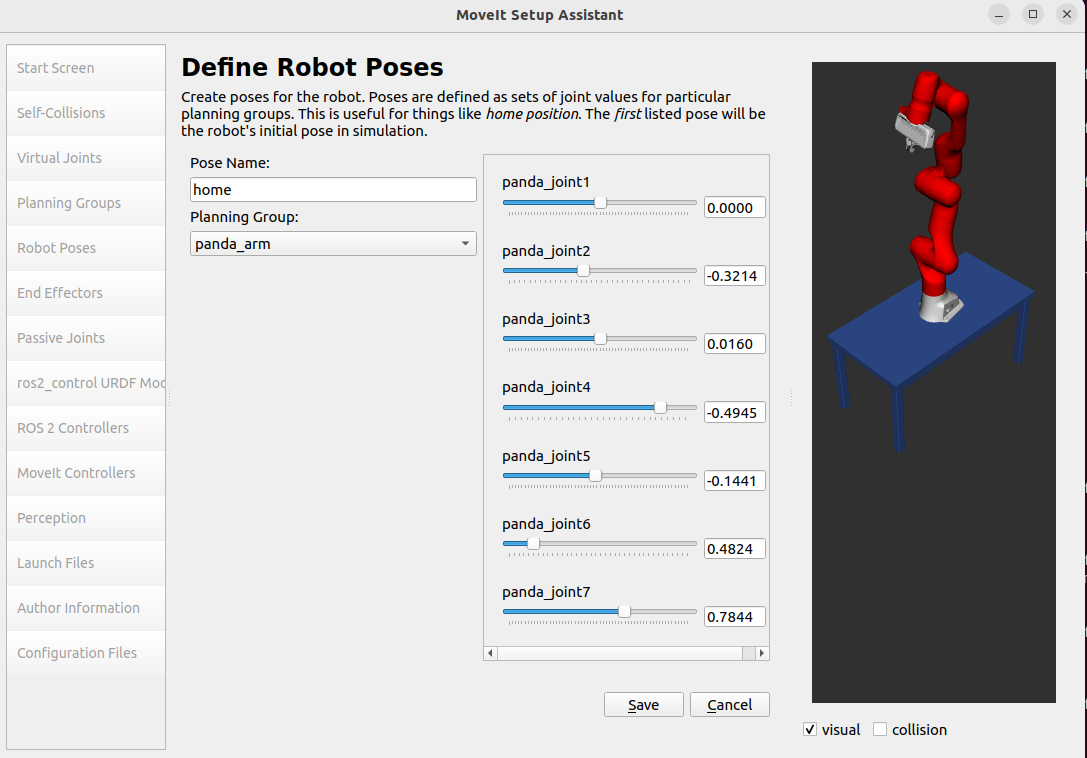 MoveIt Setup Assistant
Start Screen
Self-Collisions
Virtual Joints
Planning Groups
Robot Poses
End Effectors
Passive Joints
ros2_control URDF Moc
ROS 2 Controllers
MoveIt Controllers
Perception
Launch Files
Author Information
Configuration Files
Define Robot Poses
Create poses for the robot. Poses are defined as sets of joint values for particular
planning groups. This is useful for things like home position. The first listed pose will be
the robot's initial pose in simulation.
Pose Name:
home
Planning Group:
panda_arm
panda_joint1
0.0000
panda_joint2
-0.3214
panda_joint3
0.0160
panda_joint4
-0.4945
panda_joint5
-0.1441
panda_joint6
0.4824
panda_joint7
0.7844
Save
Cancel
visual
collision